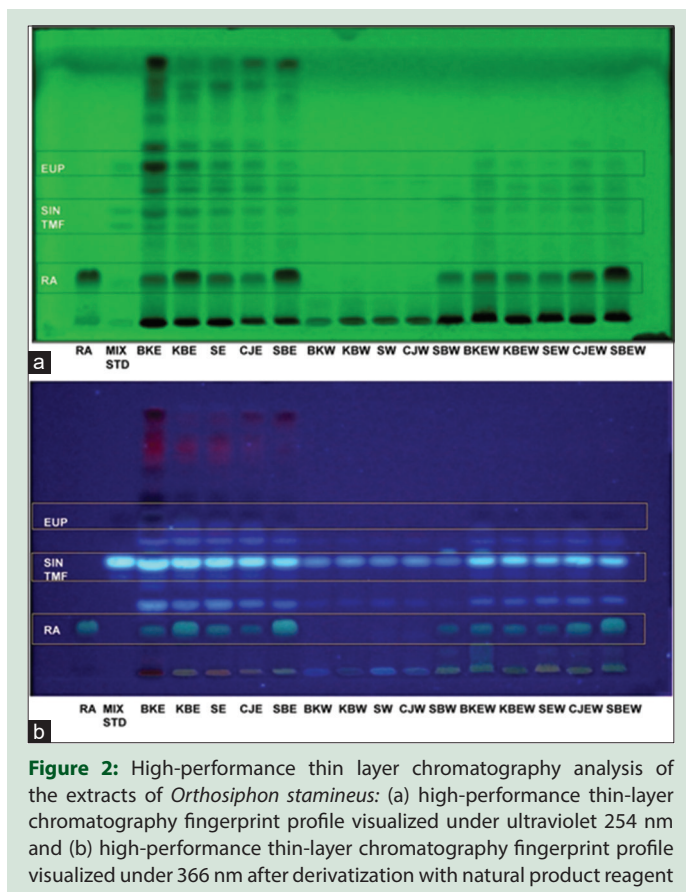 EUP
SIN
TMF
RA
RA MIX BKE KBE SE CJE SBE BKW KBW SW CJW SBW BKEW KBEW SEW CJEW SBEW
STD
a
EUP
SIN
TMF
RA
RA MIX BKE KBE SE CJE SBE BKW KBW SW CJW SBW BKEW KBEW SEW CJEW SBEW
STD
b
Figure 2: High-performance thin layer chromatography analysis of
the extracts of Orthosiphon stamineus: (a) high-performance thin-layer
chromatography fingerprint profile visualized under ultraviolet 254 nm
and (b) high-performance thin-layer chromatography fingerprint profile
visualized under 366 nm after derivatization with natural product reagent